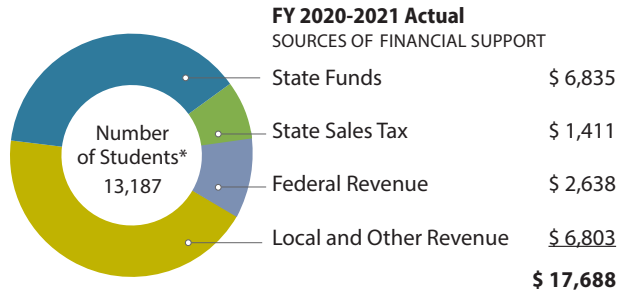 FY 2020-2021 Actual
SOURCES OF FINANCIAL SUPPORT
State Funds $ 6,835
State Sales Tax $ 1,411
Federal Revenue $ 2,638
Local and Other Revenue $ 6,803
$ 17,688
Number
of Students*
13,187